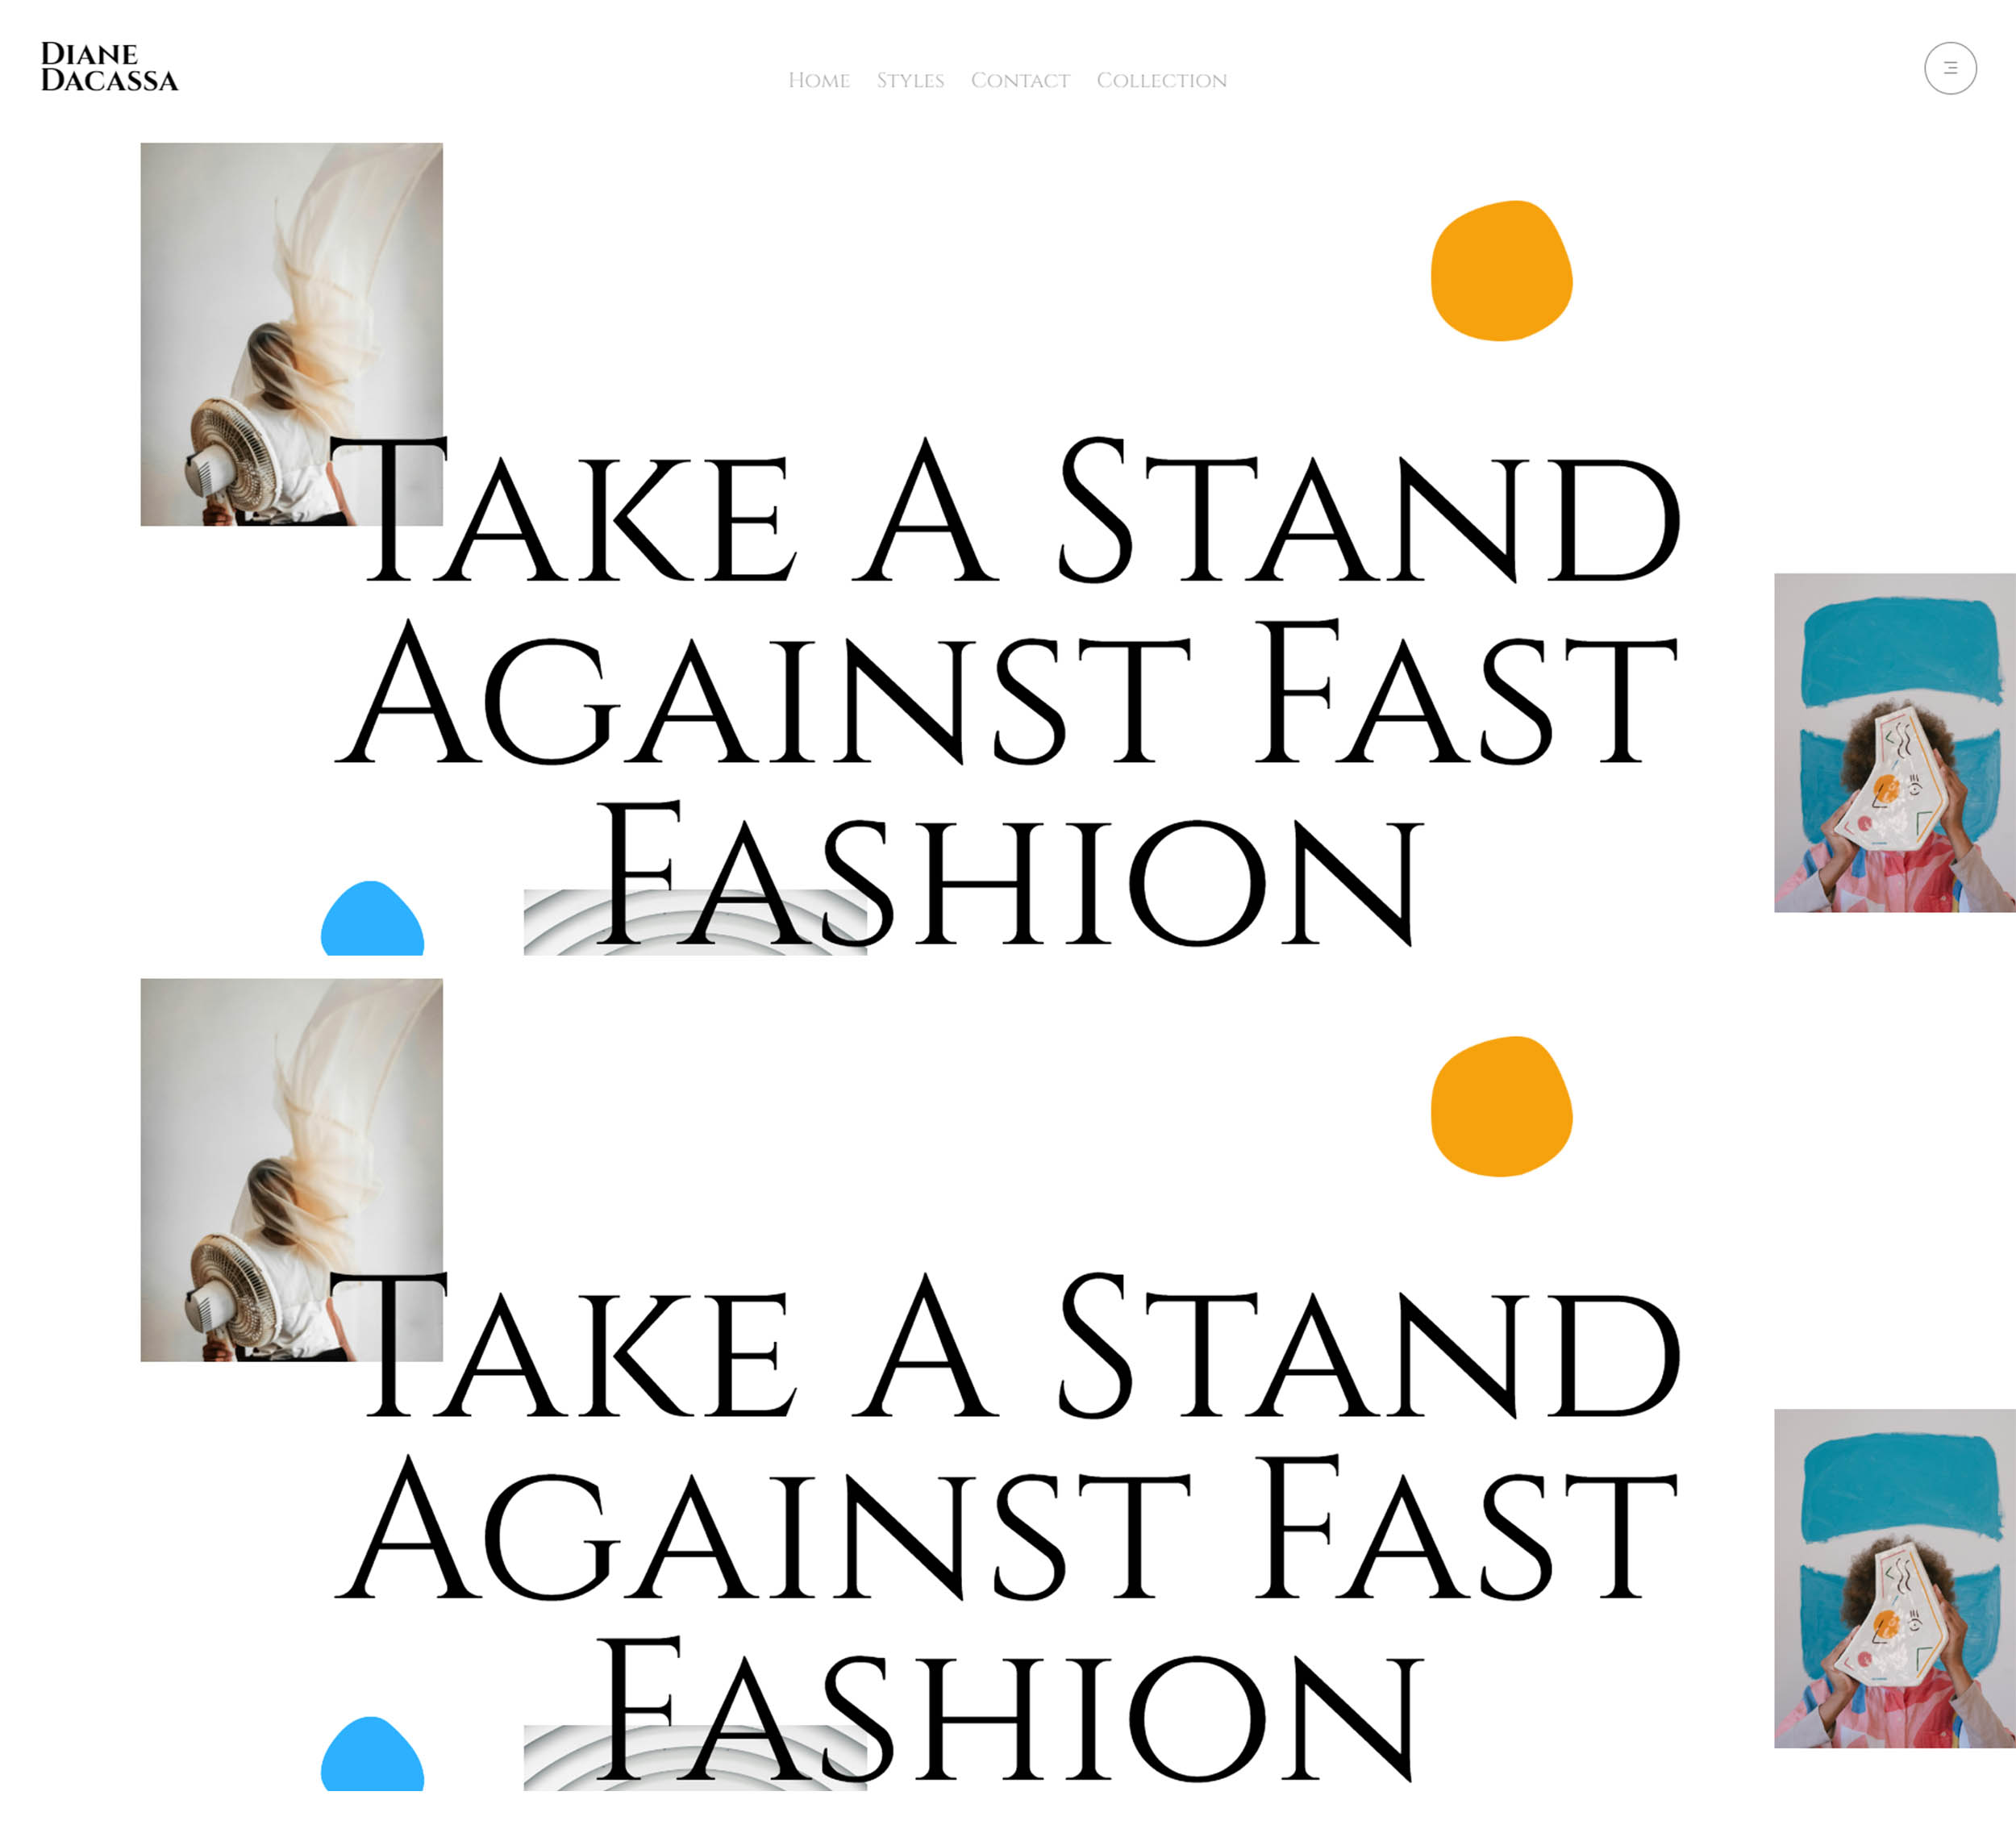 Diane
Dacassa
Home Styles Contact Collection
Take A Stand
Against Fast
Fashion
Take A Stand
Against Fast
Fashion